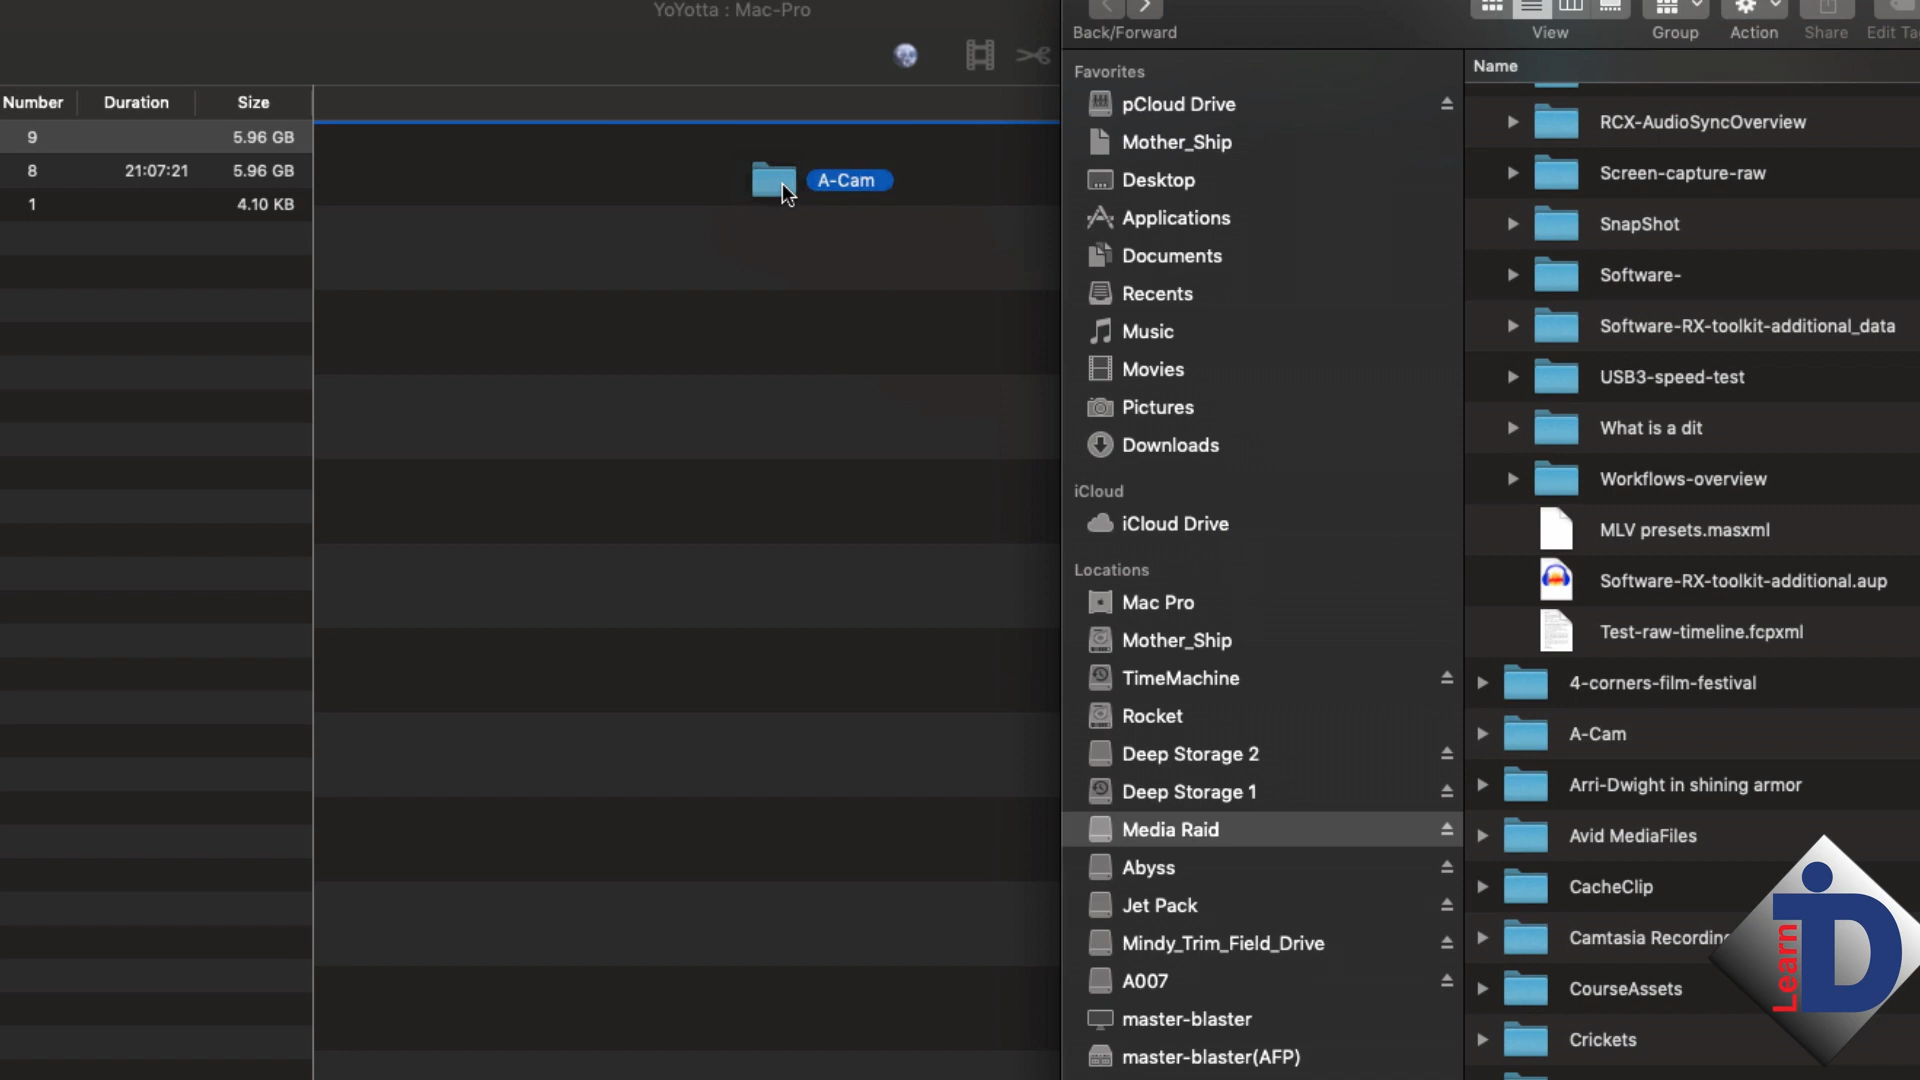 YoYotta : Mac-Pro
Number Duration Size
9 5.96 GB
8 21:07:21 5.96 GB
1 4.10 KB
A-Cam
Back/Forward
View
Group
Action
Share
Edit Ta
Favorites
pCloud Drive
Mother_Ship
Desktop
Applications
Documents
Recents
Music
Movies
Pictures
Downloads
iCloud
iCloud Drive
Locations
Mac Pro
Mother_Ship
TimeMachine
Rocket
Deep Storage 2
Deep Storage 1
Media Raid
Abyss
Jet Pack
Mindy_Trim_Field_Drive
A007
master-blaster
master-blaster(AFP)
Name
RCX-AudioSyncOverview
Screen-capture-raw
SnapShot
Software-
Software-RX-toolkit-additional_data
USB3-speed-test
What is a dit
Workflows-overview
MLV presets.masxml
Software-RX-toolkit-additional.aup
Test-raw-timeline.fcpxml
4-corners-film-festival
A-Cam
Arri-Dwight in shining armor
Avid MediaFiles
CacheClip
Camtasia Recording
CourseAssets
Crickets
Learn
iD